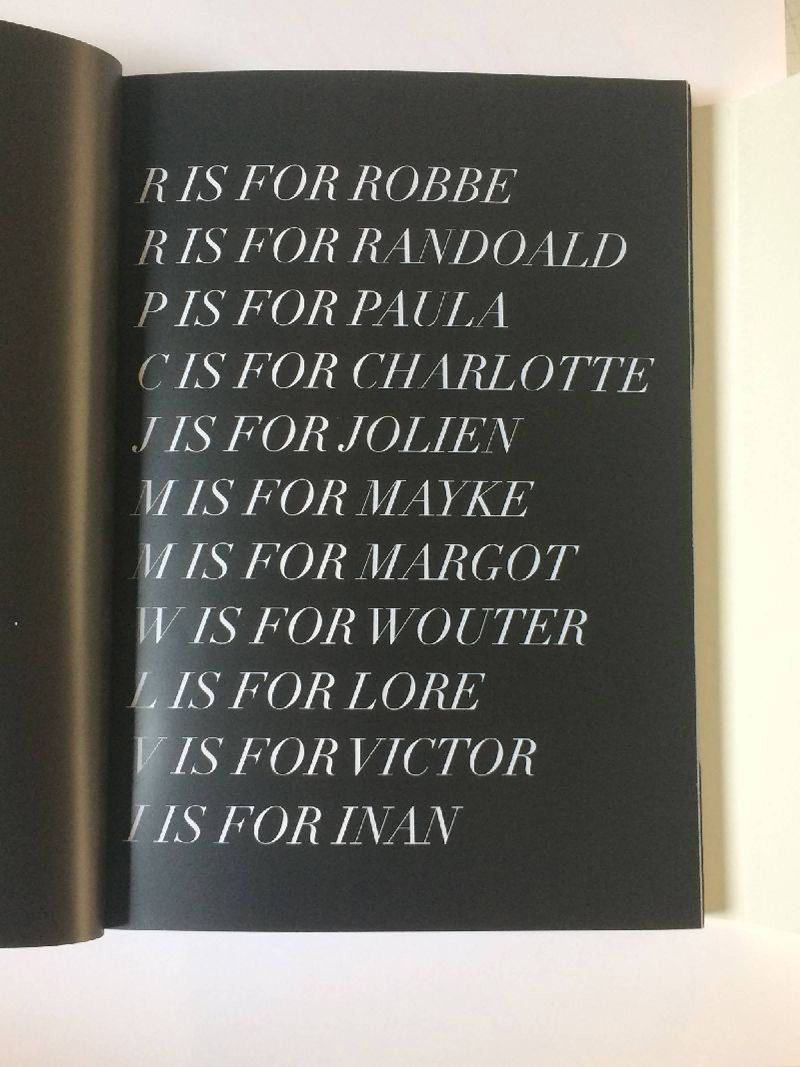 R IS FOR ROBBE
R IS FOR RANDOALD
P IS FOR PAULA
C IS FOR CHARLOTTE
J IS FOR JOLIEN
M IS FOR MAYKE
M IS FOR MARGOT
W IS FOR WOUTER
L IS FOR LORE
V IS FOR VICTOR
I IS FOR INAN